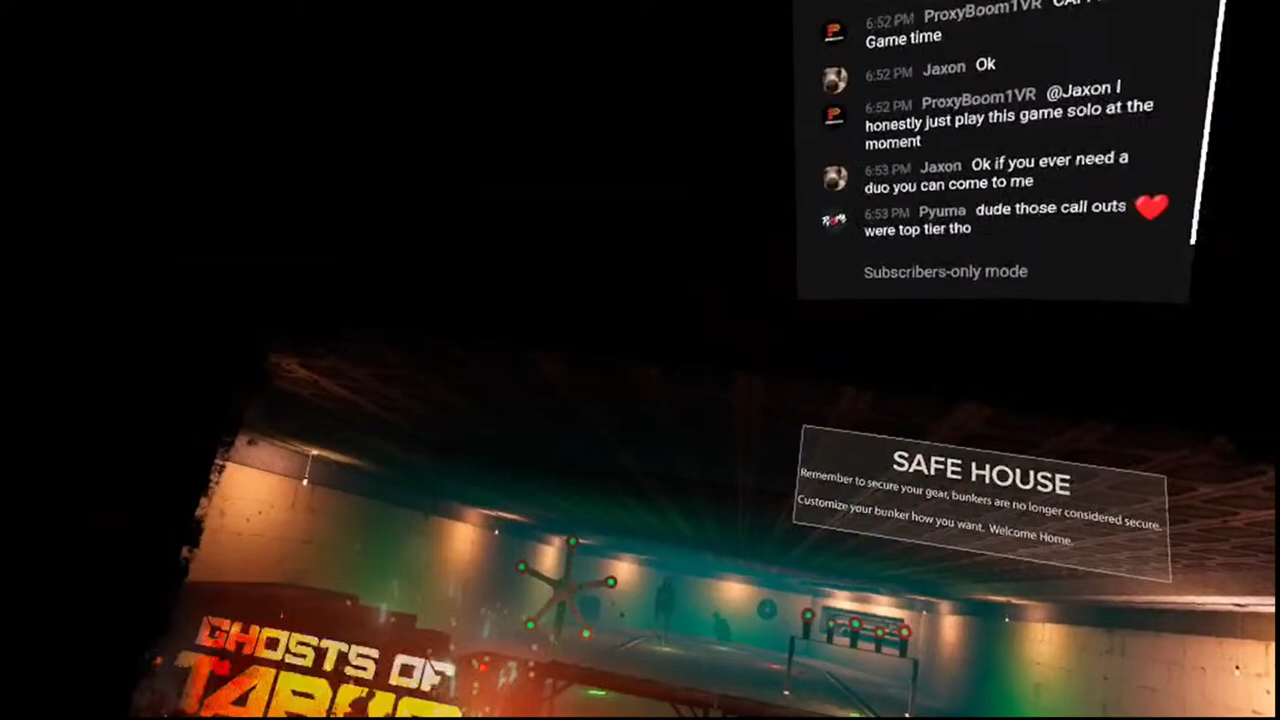 6:52 PM ProxyBoom1VR
Game time
6:52 PM Jaxon Ok
6:52 PM ProxyBoom1VR @Jaxon I
honestly just play this game solo at the
moment
6:53 PM Jaxon Ok if you ever need a
duo you can come to me
6:53 PM Pyuma dude those call outs ❤️
were top tier tho
Subscribers-only mode
SAFE HOUSE
Remember to secure your gear, bunkers are no longer considered secure.
Customize your bunker how you want. Welcome Home.
GHOSTS OF